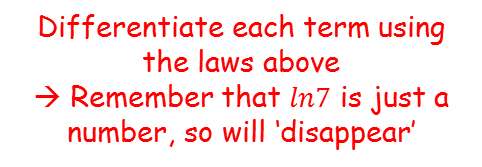 Differentiate each term using
the laws above
→ Remember that ln7 is just a
number, so will ‘disappear’